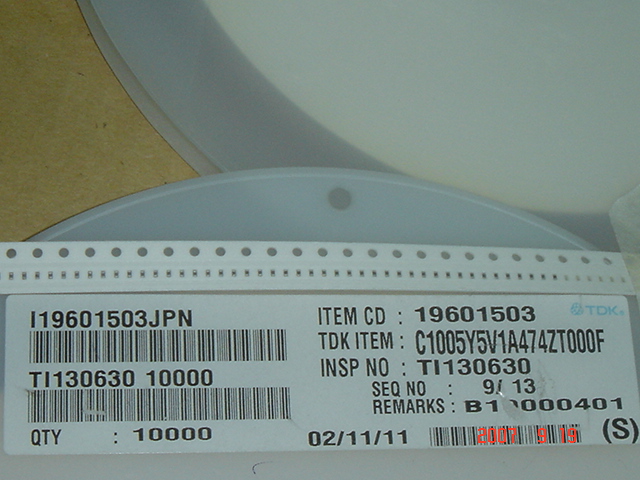 I19601503JPN
TI130630 10000
QTY : 10000
ITEM CD : 19601503
TDK
TDK ITEM : C1005Y5V1A474ZT000F
INSP NO : TI130630
SEQ NO : 9/ 13
REMARKS :
02/11/11
(S)
2007 9 19